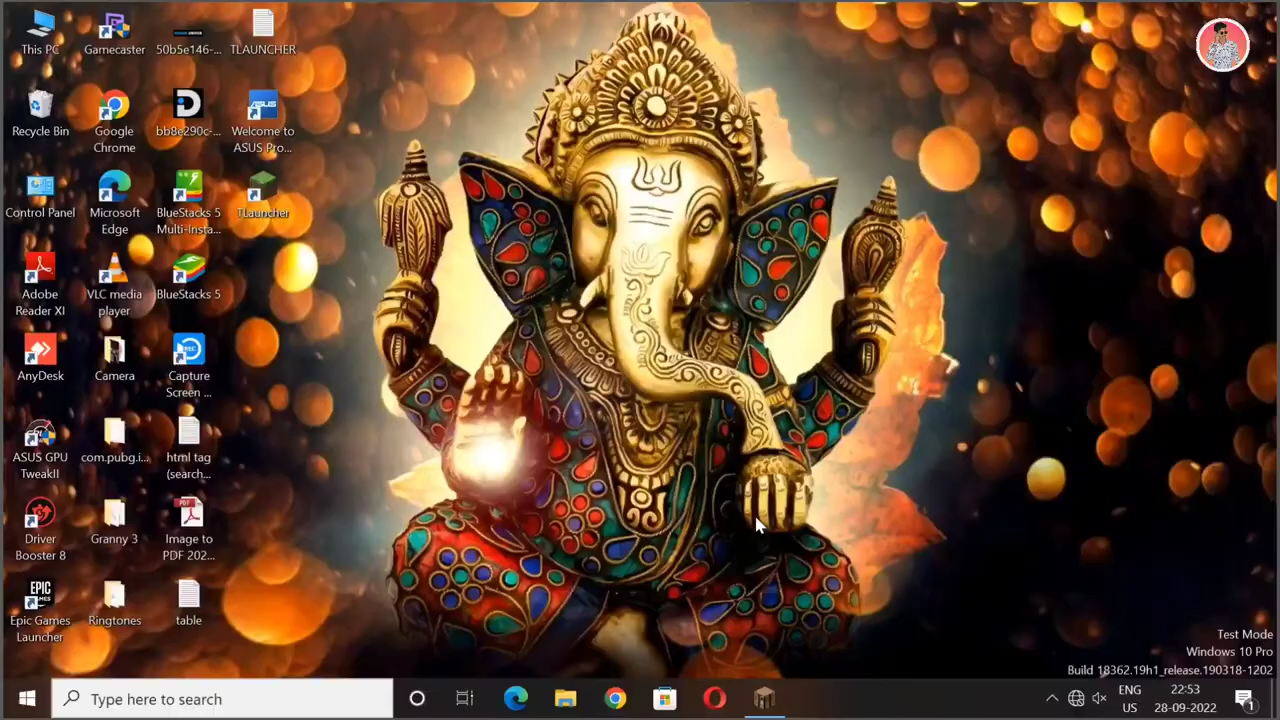 This PC
Gamecaster
50b5e146-...
TLAUNCHER
Recycle Bin
Google
Chrome
bb8e290c-...
Welcome to
ASUS Pro...
Control Panel
Microsoft
Edge
BlueStacks 5
Multi-Insta...
TLauncher
Adobe
Reader XI
VLC media
player
BlueStacks 5
AnyDesk
Camera
Capture
Screen ...
ASUS GPU
TweakII
com.pubg.i...
html tag
(search...
Driver
Booster 8
Granny 3
Image to
PDF 202...
Epic Games
Launcher
Ringtones
table
Test Mode
Windows 10 Pro
Build 18362.19h1_release.190318-1202
Type here to search
ENG
US
22:53
28-09-2022
1